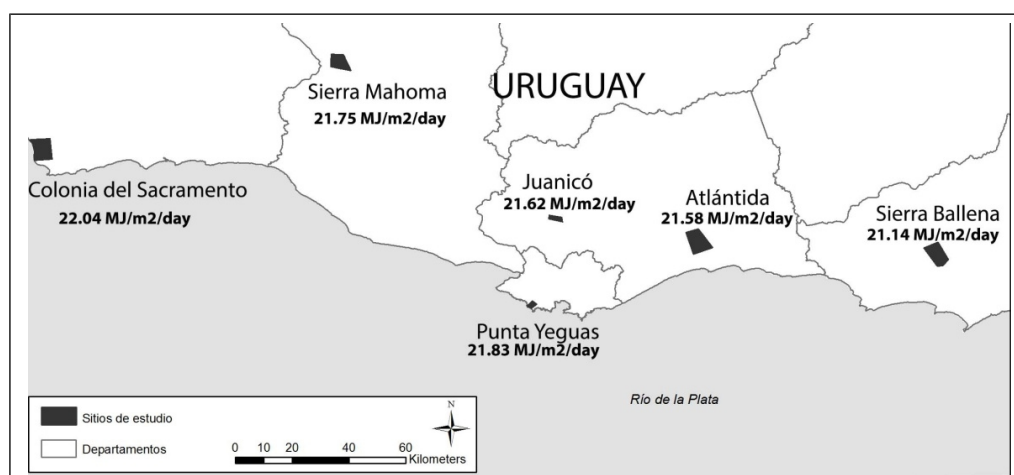 URUGUAY
Sierra Mahoma
21.75 MJ/m2/day
Colonia del Sacramento
22.04 MJ/m2/day
Juanicó
21.62 MJ/m2/day
Atlántida
21.58 MJ/m2/day
Sierra Ballena
21.14 MJ/m2/day
Punta Yeguas
21.83 MJ/m2/day
Río de la Plata
Sitios de estudio
Departamentos
N
0 10 20 40 60
Kilometers